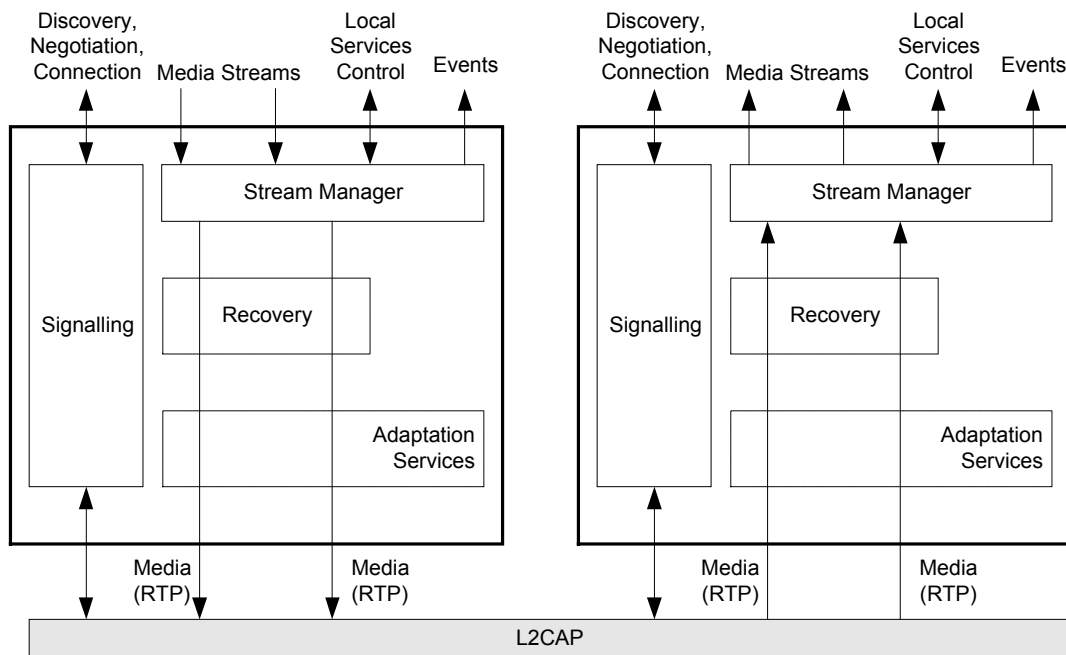 Discovery,
Negotiation,
Connection
Media Streams
Local
Services
Control
Events
Stream Manager
Signalling
Recovery
Adaptation
Services
Media
(RTP)
Media
(RTP)
Discovery,
Negotiation,
Connection
Media Streams
Local
Services
Control
Events
Stream Manager
Signalling
Recovery
Adaptation
Services
Media
(RTP)
Media
(RTP)
L2CAP